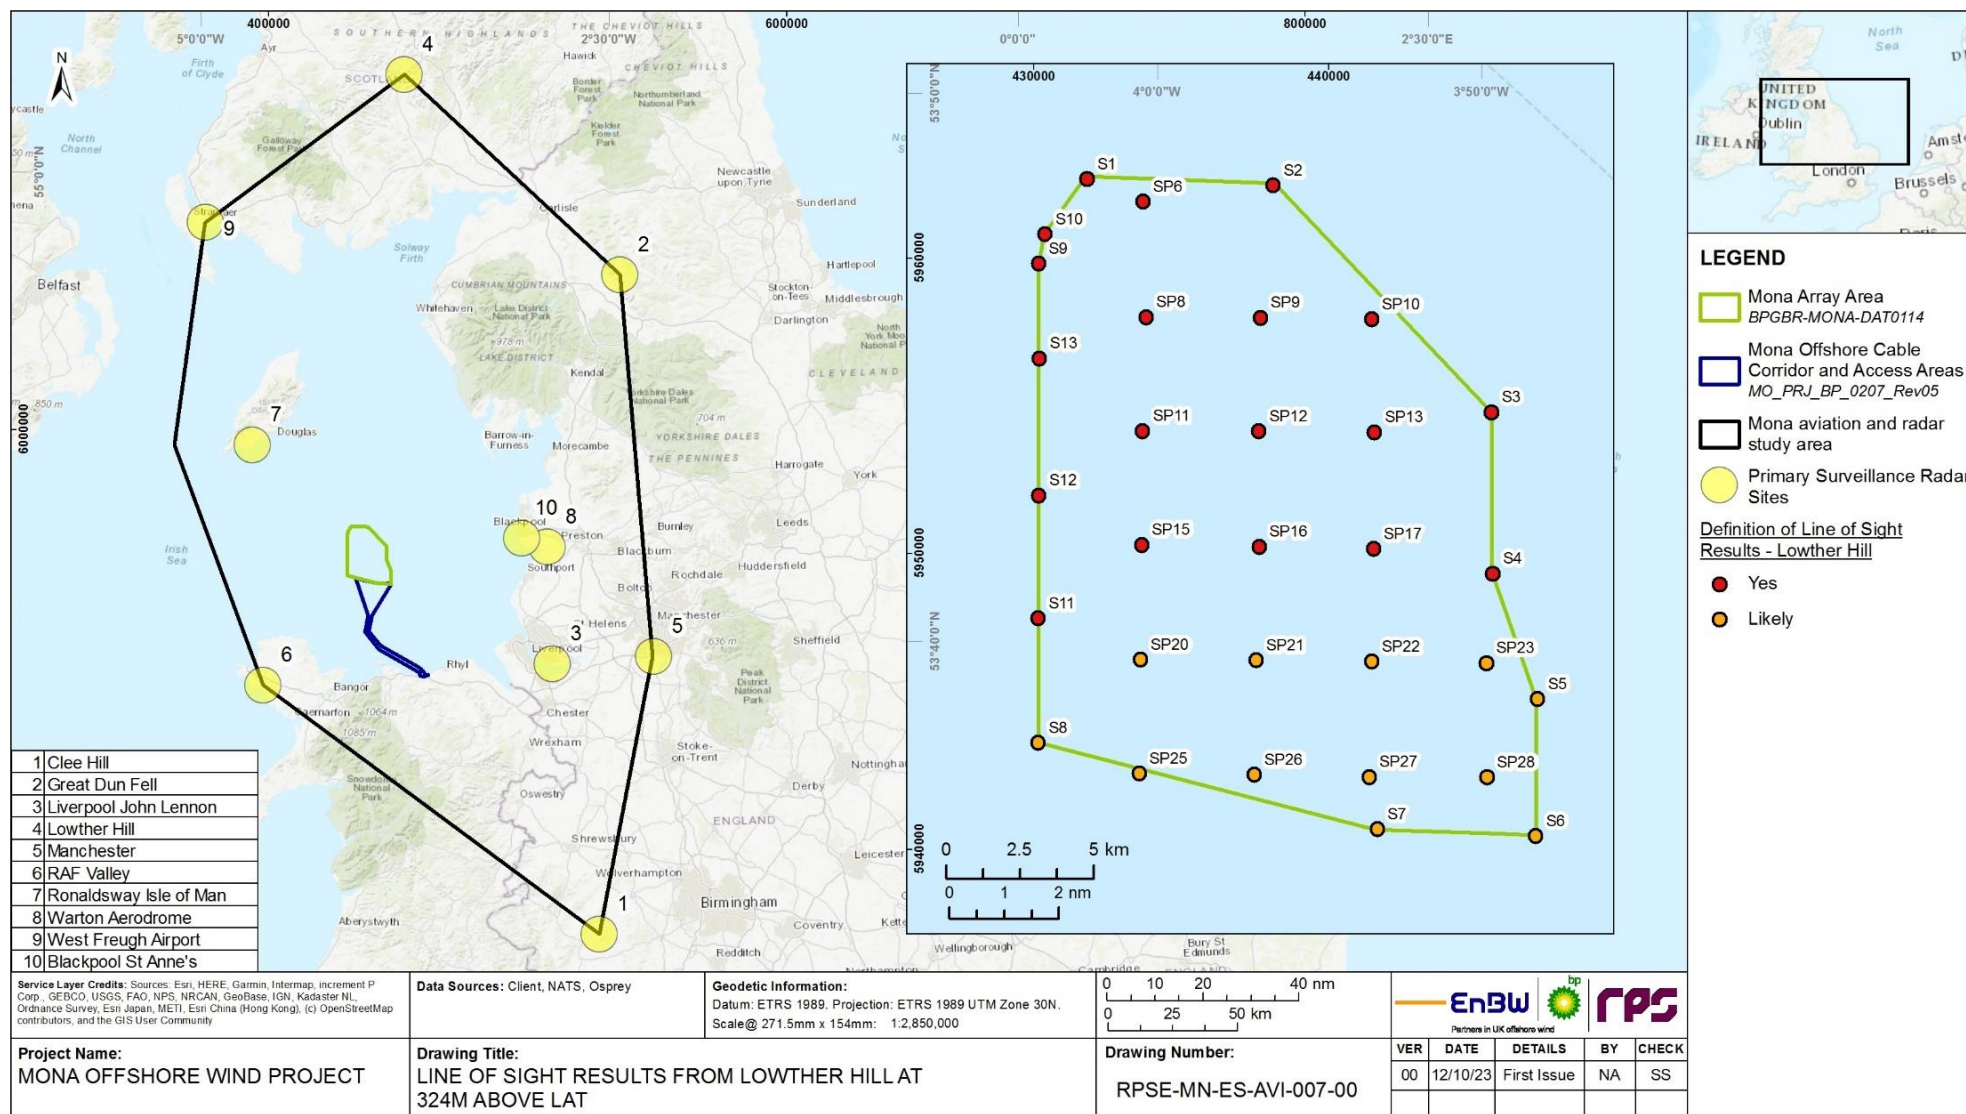 400000
600000
800000
5°0'0"W
2°30'0"W
0°0'0"
2°30'0"E
N
55°0'0"N
6000000
THE CHEVIOT HILLS
SOUTHERN HIGHLANDS
CHEVIOT HILLS
Ayr
Firth
of Clyde
Hawick
Border
Forest
Park
Northumberland
National Park
Kielder
Forest
Park
Galloway
Forest Park
North
Channel
Newcastle
upon Tyne
Sunderland
Carlisle
Solway
Firth
Hartlepool
Stockton-
on-Tees
Middlesbrough
Darlington
Belfast
CUMBRIAN MOUNTAINS
Whitehaven
Lake District
National Park
978 m
LAKE DISTRICT
Kendal
Yorkshire Dales
National Park
704 m
YORKSHIRE DALES
THE PENNINES
CLEVELAND
850 m
Douglas
Barrow-in-
Furness
Morecambe
Harrogate
York
Blackpool
Preston
Burnley
Leeds
Blackburn
Southport
Rochdale
Huddersfield
Bolton
Manchester
St Helens
Liverpool
636 m
Sheffield
Irish
Sea
Rhyl
Bangor
Caernarfon
1064 m
1085 m
Chester
Peak
District
National
Park
Wrexham
Stoke-
on-Trent
Derby
Snowdonia
National
Park
Oswestry
ENGLAND
Shrewsbury
Leicester
Wolverhampton
Birmingham
Aberystwyth
Coventry
Redditch
Northampton
Wellingborough
Cambridge
Bury St
Edmunds
4
9
2
7
10
8
3
5
6
1
1 Clee Hill
2 Great Dun Fell
3 Liverpool John Lennon
4 Lowther Hill
5 Manchester
6 RAF Valley
7 Ronaldsway Isle of Man
8 Warton Aerodrome
9 West Freugh Airport
10 Blackpool St Anne's
430000
440000
4°0'0"W
3°50'0"W
53°50'0"N
53°40'0"N
5960000
5950000
5940000
S1
S2
SP6
S10
S9
SP8
SP9
SP10
S13
S3
SP11
SP12
SP13
S12
SP15
SP16
SP17
S4
S11
SP20
SP21
SP22
SP23
S5
S8
SP25
SP26
SP27
SP28
S7
S6
0 2.5 5 km
0 1 2 nm
North
Sea
UNITED
KINGDOM
Dublin
IRELAND
London
Brussels
LEGEND
Mona Array Area
BPGBR-MONA-DAT0114
Mona Offshore Cable
Corridor and Access Areas
MO_PRJ_BP_0207_Rev05
Mona aviation and radar
study area
Primary Surveillance Radar
Sites
Definition of Line of Sight
Results - Lowther Hill
Yes
Likely
Service Layer Credits: Sources: Esri, HERE, Garmin, Intermap, increment P
Corp., GEBCO, USGS, FAO, NPS, NRCAN, GeoBase, IGN, Kadaster NL,
Ordnance Survey, Esri Japan, METI, Esri China (Hong Kong), (c) OpenStreetMap
contributors, and the GIS User Community
Data Sources: Client, NATS, Osprey
Geodetic Information:
Datum: ETRS 1989. Projection: ETRS 1989 UTM Zone 30N.
Scale@ 271.5mm x 154mm: 1:2,850,000
0 10 20 40 nm
0 25 50 km
EnBW
Partners in UK offshore wind
bp
rps
Project Name:
MONA OFFSHORE WIND PROJECT
Drawing Title:
LINE OF SIGHT RESULTS FROM LOWTHER HILL AT
324M ABOVE LAT
Drawing Number:
RPSE-MN-ES-AVI-007-00
VER DATE DETAILS BY CHECK
00 12/10/23 First Issue NA SS